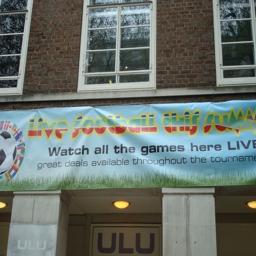 Live football this summer
Watch all the games here LIVE
great deals available throughout the tournament
ULU
ULU